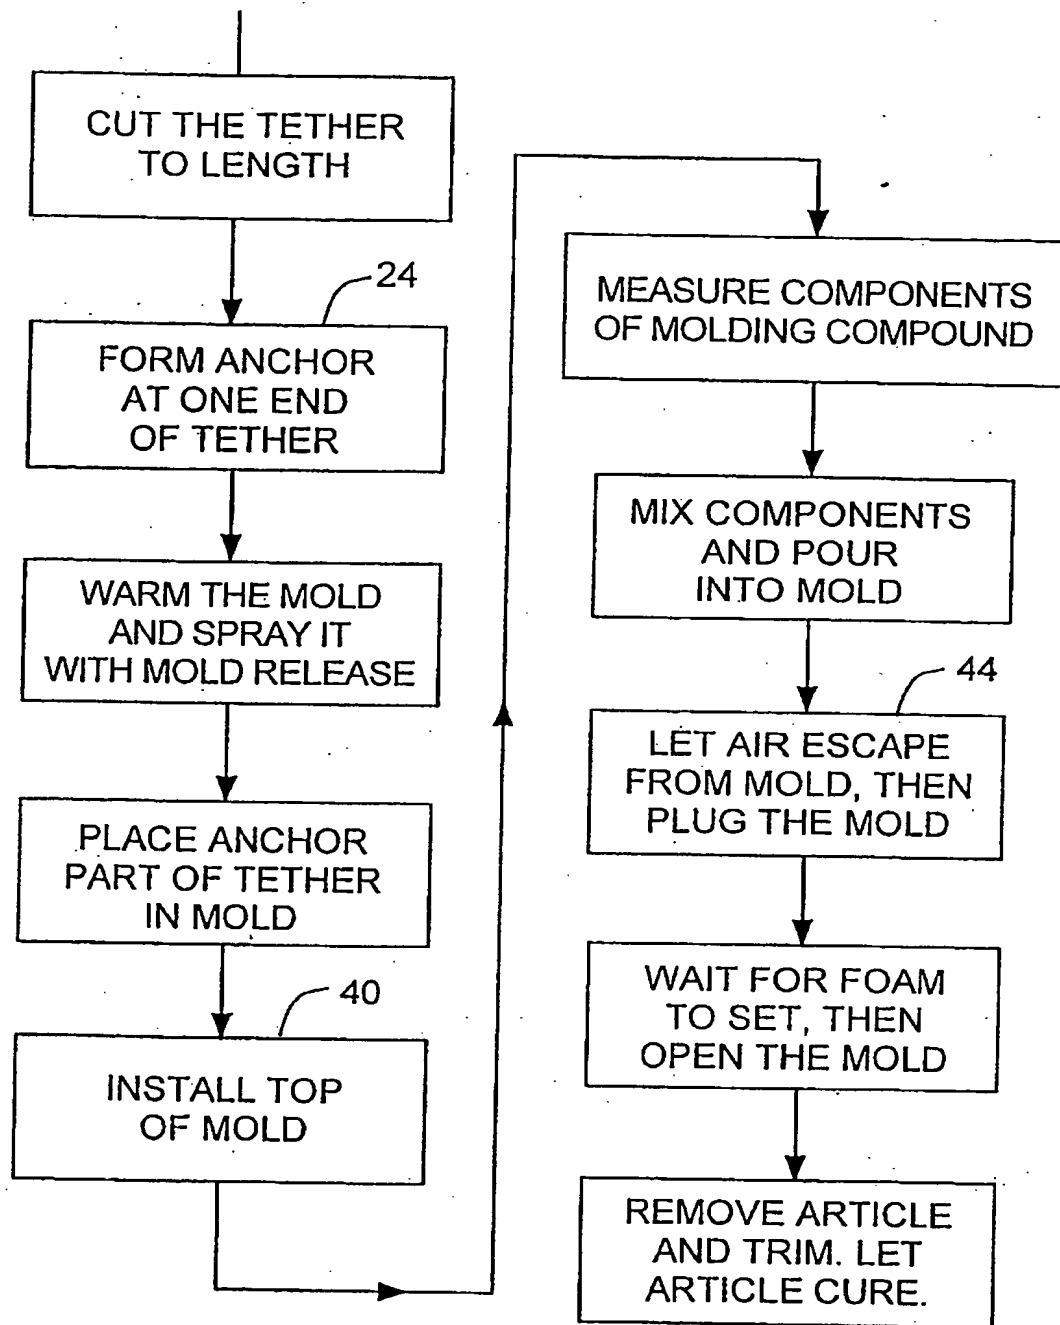 CUT THE TETHER
TO LENGTH
24
FORM ANCHOR
AT ONE END
OF TETHER
WARM THE MOLD
AND SPRAY IT
WITH MOLD RELEASE
PLACE ANCHOR
PART OF TETHER
IN MOLD
40
INSTALL TOP
OF MOLD
MEASURE COMPONENTS
OF MOLDING COMPOUND
MIX COMPONENTS
AND POUR
INTO MOLD
44
LET AIR ESCAPE
FROM MOLD, THEN
PLUG THE MOLD
WAIT FOR FOAM
TO SET, THEN
OPEN THE MOLD
REMOVE ARTICLE
AND TRIM. LET
ARTICLE CURE.